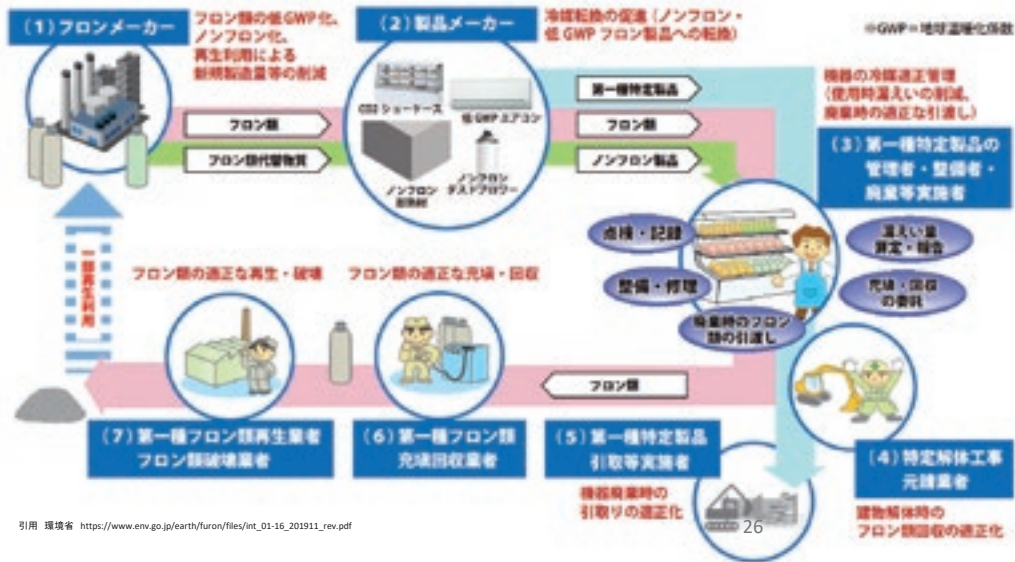 (1)フロンメーカー
フロン類の低GWP化、
ノンフロン化、
再生利用による
新規製造量等の削減
(2)製品メーカー
冷媒転換の促進(ノンフロン・
低GWPフロン製品への転換)
※GWP=地球温暖化係数
CO2ショーケース
低GWPエアコン
ノンフロン
断熱材
ノンフロン
ダストブロワー
フロン類
フロン類代替物質
第一種特定製品
フロン類
ノンフロン製品
機器の冷媒適正管理
(使用時漏えいの削減、
廃棄時の適正な引渡し)
(3)第一種特定製品の
管理者・整備者・
廃棄等実施者
点検・記録
整備・修理
廃棄時のフロン
類の引渡し
漏えい量
算定・報告
充塡・回収
の委託
一部再生利用
フロン類の適正な再生・破壊
フロン類の適正な充塡・回収
フロン類
(7)第一種フロン類再生業者
フロン類破壊業者
(6)第一種フロン類
充塡回収業者
(5)第一種特定製品
引取等実施者
機器廃棄時の
引取りの適正化
(4)特定解体工事
元請業者
建物解体時の
フロン類回収の適正化
引用 環境省 https://www.env.go.jp/earth/furon/files/int_01-16_201911_rev.pdf
26